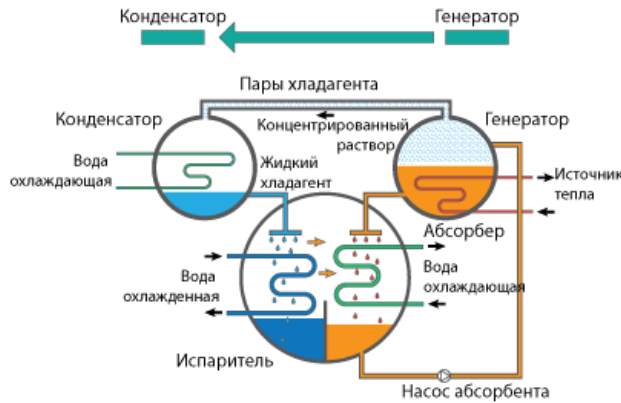 Конденсатор
Генератор
Пары хладагента
Конденсатор
Концентрированный
раствор
Генератор
Вода
охлаждающая
Жидкий
хладагент
Источник
тепла
Абсорбер
Вода
охлажденная
Вода
охлаждающая
Испаритель
Насос абсорбента